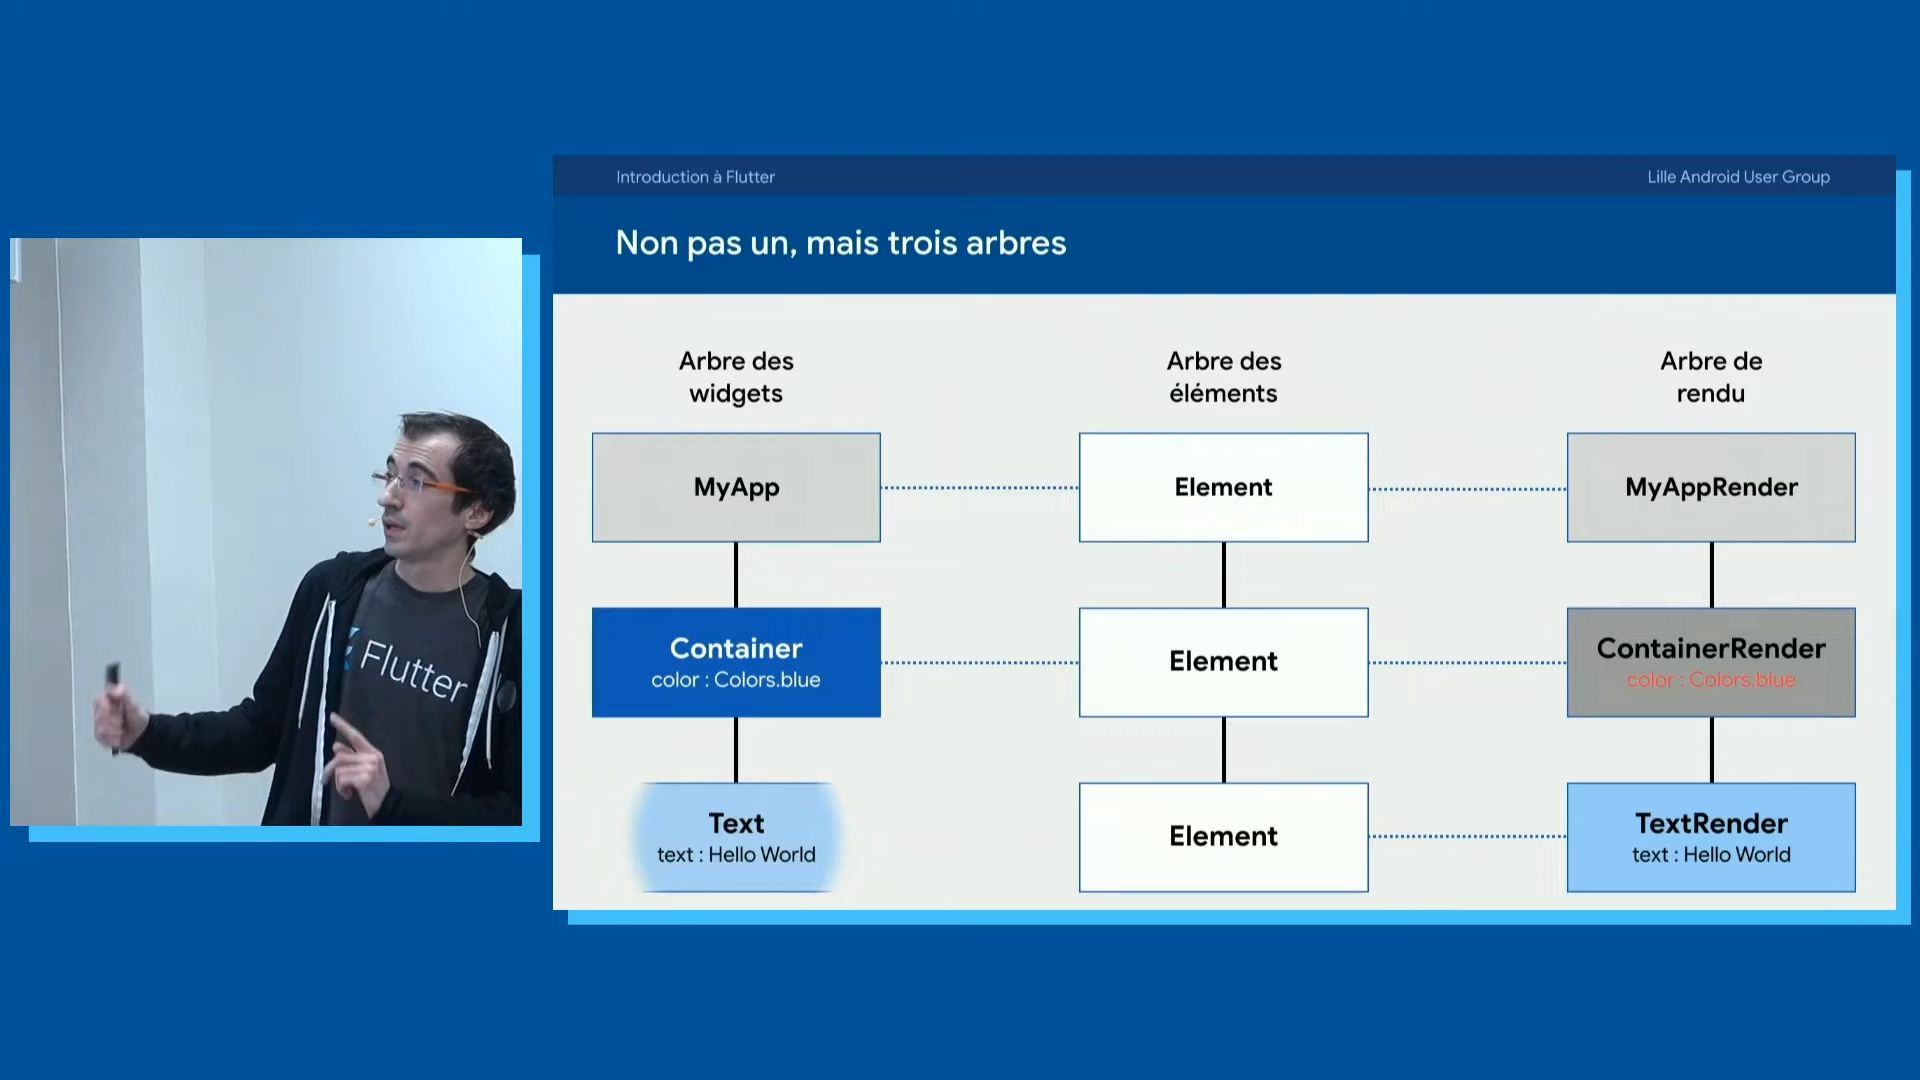 Introduction à Flutter
Lille Android User Group
Non pas un, mais trois arbres
Arbre des
widgets
Arbre des
éléments
Arbre de
rendu
MyApp
Element
MyAppRender
Container
color : Colors.blue
Element
ContainerRender
color : Colors.blue
Text
text : Hello World
Element
TextRender
text : Hello World
Flutter